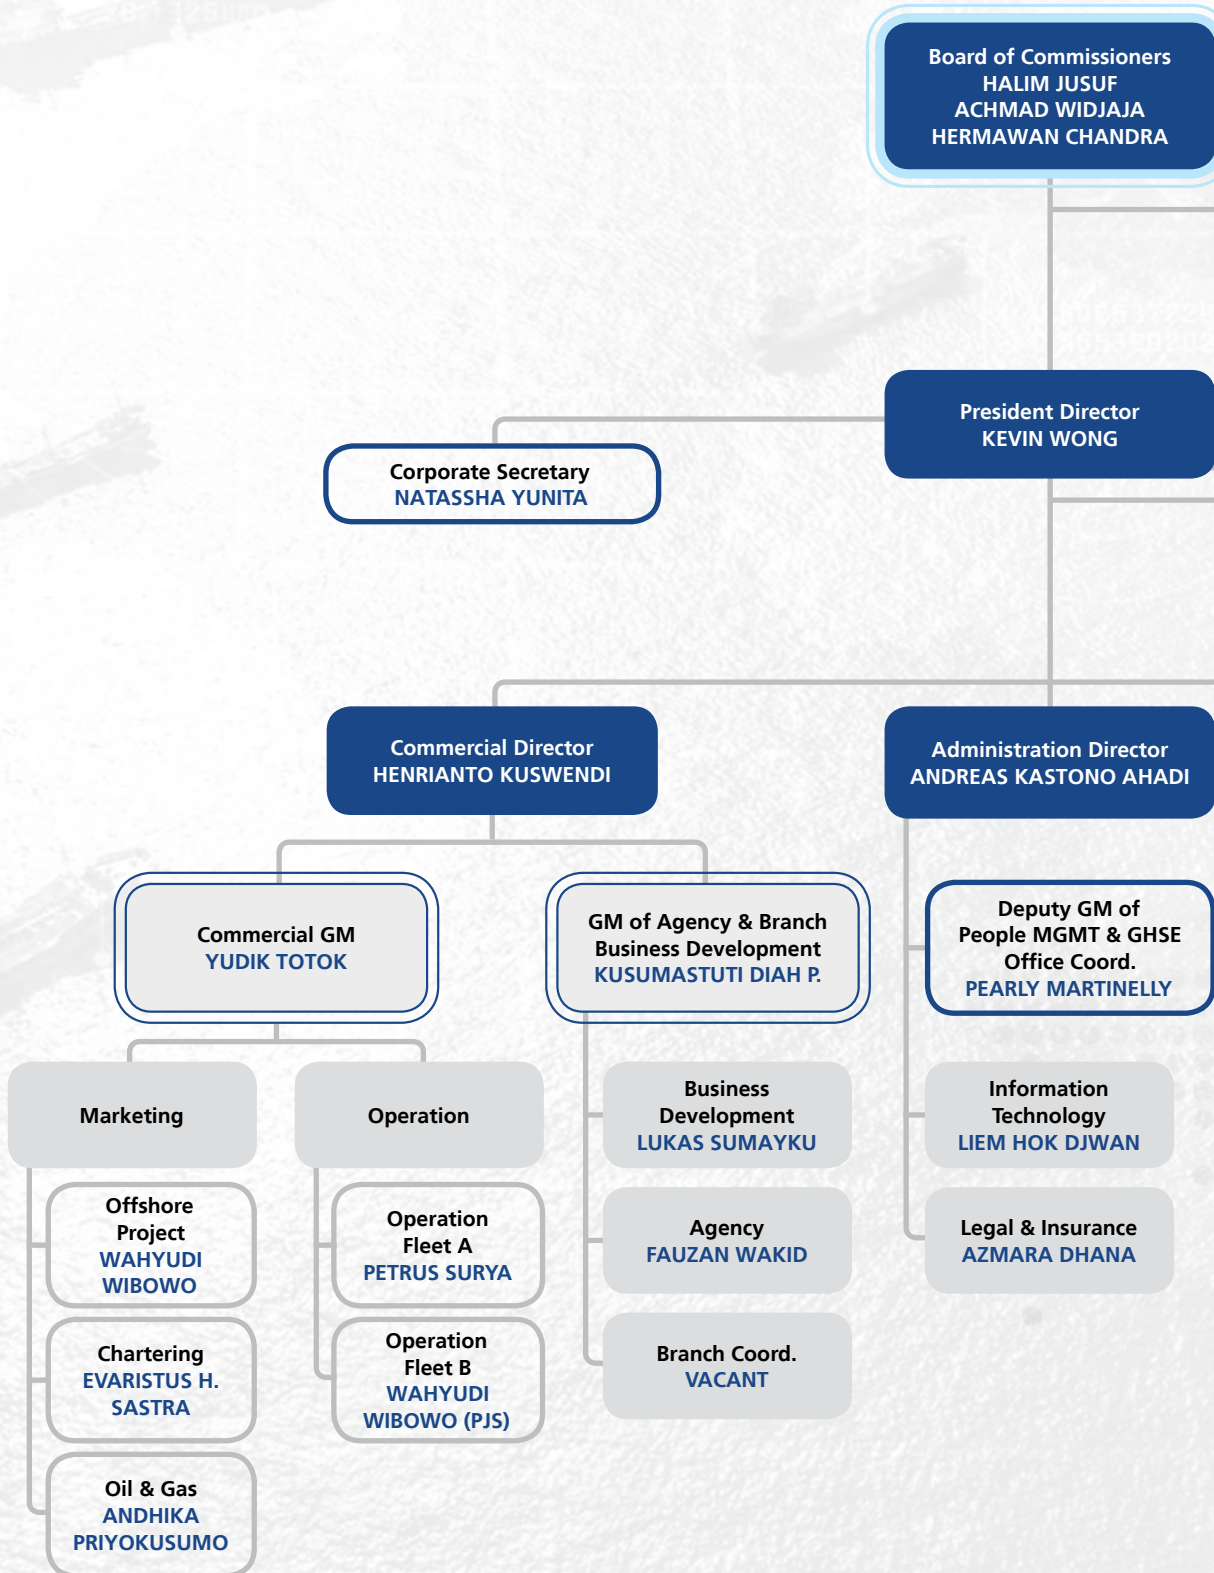 Board of Commissioners
HALIM JUSUF
ACHMAD WIDJAJA
HERMAWAN CHANDRA
President Director
KEVIN WONG
Corporate Secretary
NATASSHA YUNITA
Commercial Director
HENRIANTO KUSWENDI
Administration Director
ANDREAS KASTONO AHADI
Commercial GM
YUDIK TOTOK
GM of Agency & Branch
Business Development
KUSUMASTUTI DIAH P.
Deputy GM of
People MGMT & GHSE
Office Coord.
PEARLY MARTINELLY
Marketing
Operation
Business
Development
LUKAS SUMAYKU
Information
Technology
LIEM HOK DJWAN
Offshore
Project
WAHYUDI
WIBOWO
Operation
Fleet A
PETRUS SURYA
Agency
FAUZAN WAKID
Legal & Insurance
AZMARA DHANA
Chartering
EVARISTUS H.
SASTRA
Operation
Fleet B
WAHYUDI
WIBOWO (PJS)
Branch Coord.
VACANT
Oil & Gas
ANDHIKA
PRIYOKUSUMO